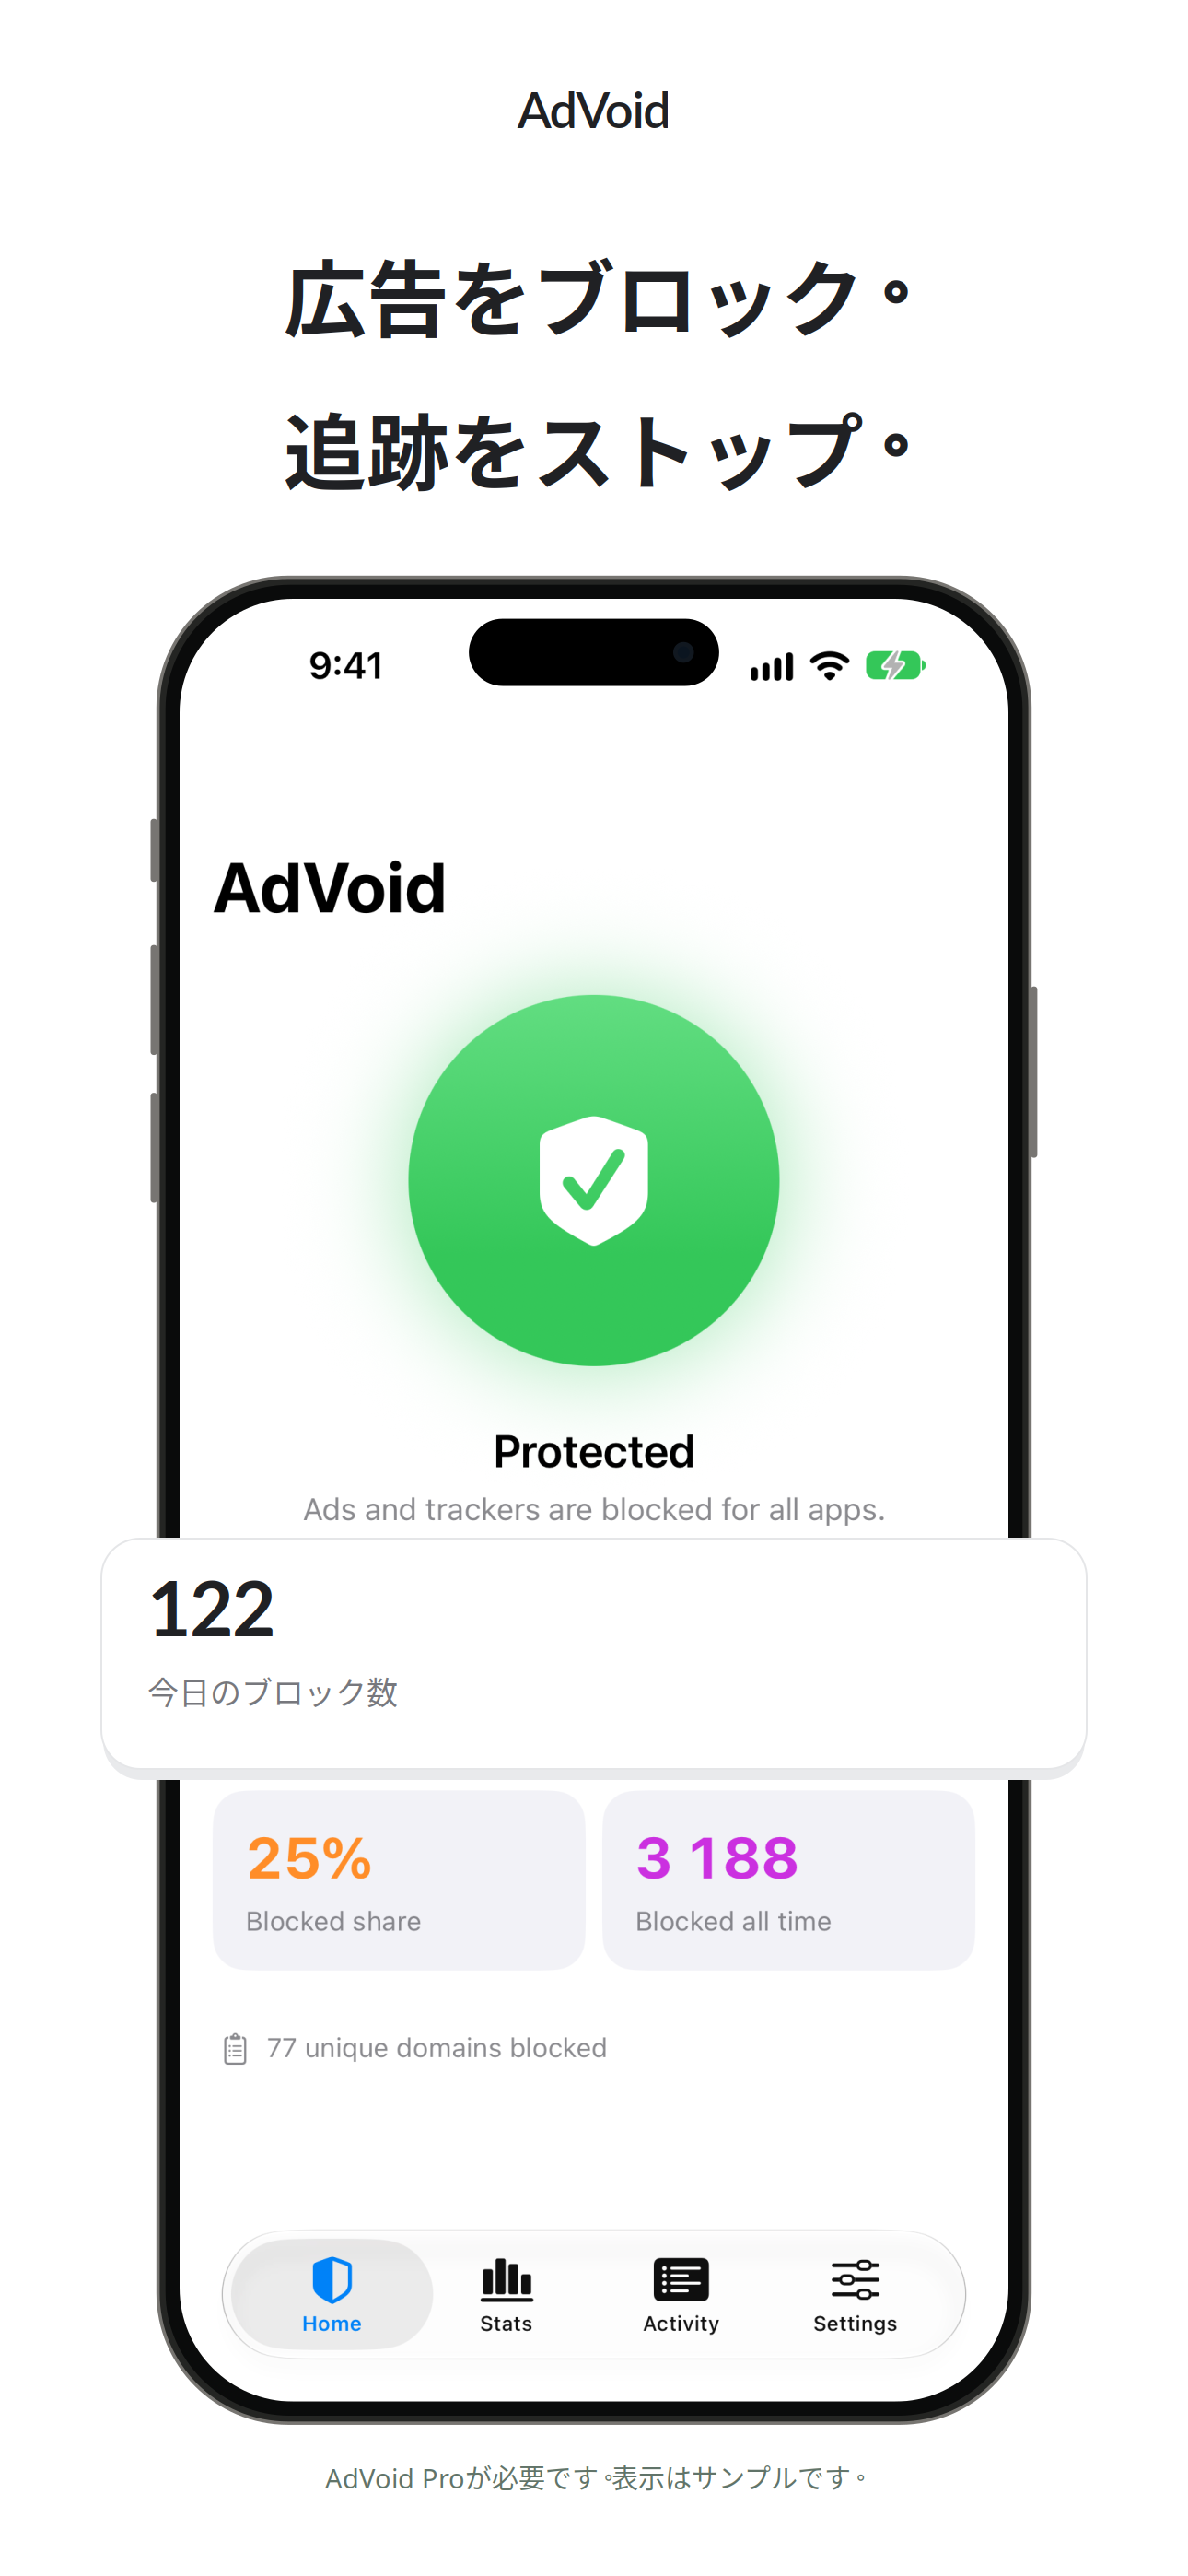 AdVoid
広告をブロック。
追跡をストップ。
9:41
AdVoid
Protected
Ads and trackers are blocked for all apps.
122
今日のブロック数
25%
Blocked share
3 188
Blocked all time
77 unique domains blocked
Home
Stats
Activity
Settings
AdVoid Proが必要です。表示はサンプルです。